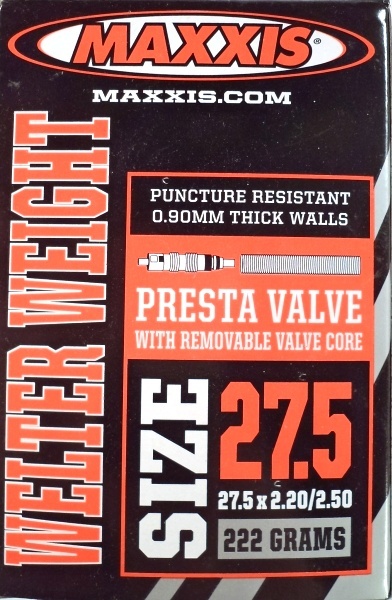 MAXXIS®
MAXXIS.COM
WELTER WEIGHT
PUNCTURE RESISTANT
0.90MM THICK WALLS
PRESTA VALVE
WITH REMOVABLE VALVE CORE
SIZE
27.5
27.5 x 2.20/2.50
222 GRAMS